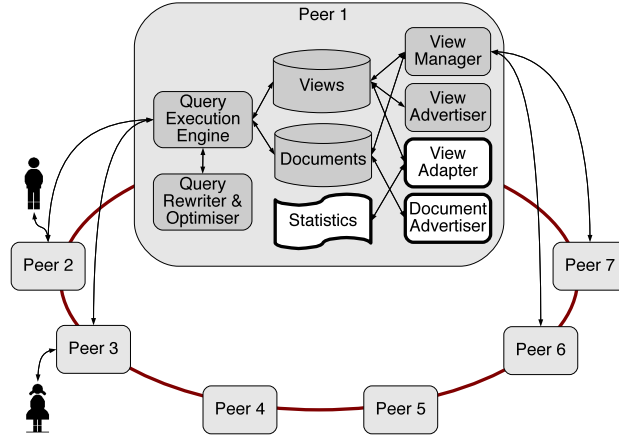 Peer 1
Query
Execution
Engine
Query
Rewriter &
Optimiser
Views
Documents
Statistics
View
Manager
View
Advertiser
View
Adapter
Document
Advertiser
Peer 2
Peer 3
Peer 4
Peer 5
Peer 6
Peer 7